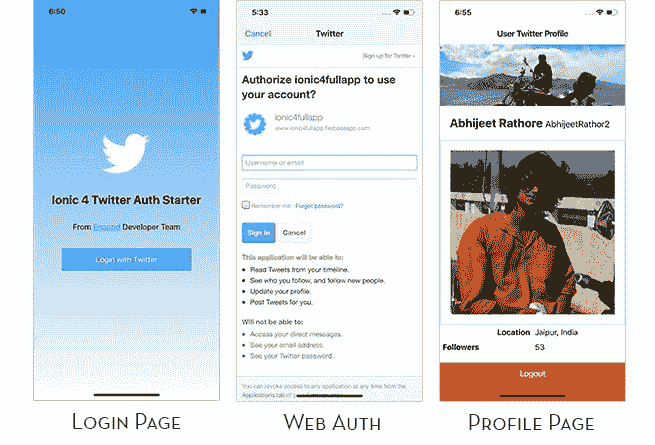 6:50
Ionic 4 Twitter Auth Starter
From Enappd Developer Team
Login with Twitter
LOGIN PAGE
5:33
Cancel Twitter
Sign up for Twitter ›
Authorize ionic4fullapp to use
your account?
ionic4fullapp
www.ionic4fullapp.firebaseapp.com
Username or email
Password
Remember me · Forgot password?
Sign In Cancel
This application will be able to:
• Read Tweets from your timeline.
• See who you follow, and follow new people.
• Update your profile.
• Post Tweets for you.
Will not be able to:
• Access your direct messages.
• See your email address.
• See your Twitter password.
You can revoke access to any application at any time from the
Applications tab of your
WEB AUTH
6:55
User Twitter Profile
Abhijeet Rathore AbhijeetRathor2
Location Jaipur, India
Followers 53
Logout
PROFILE PAGE